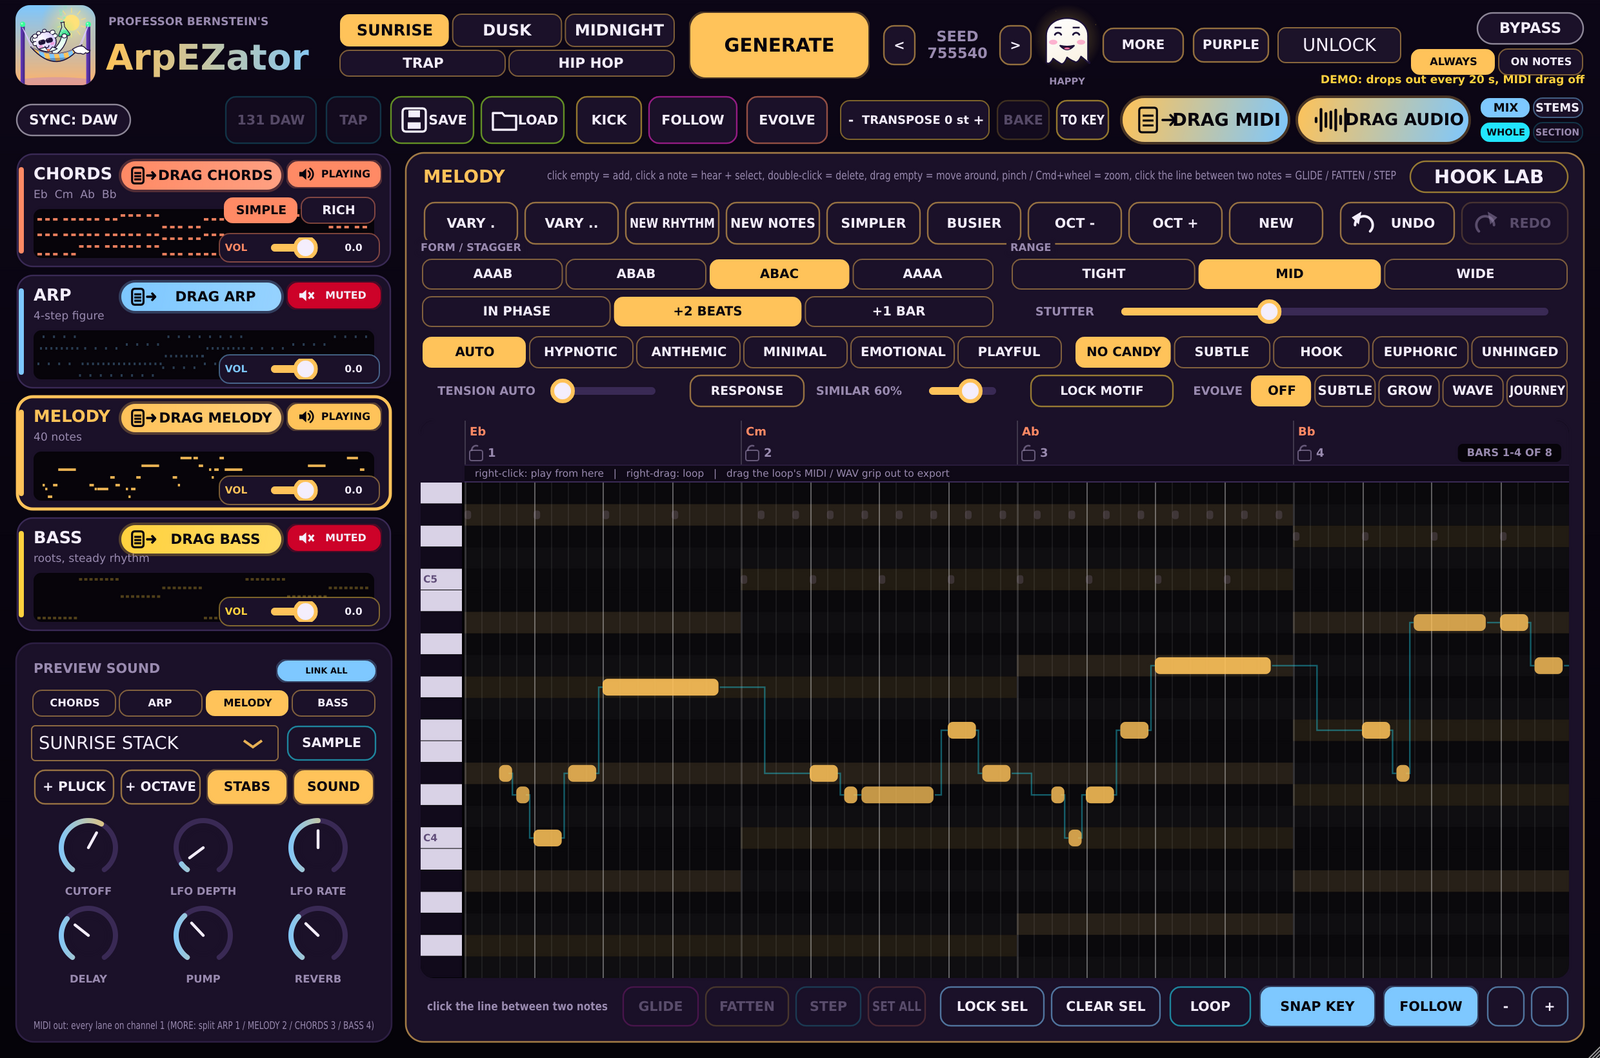 PROFESSOR BERNSTEIN'S
ArpEZator
SUNRISE DUSK MIDNIGHT
TRAP HIP HOP
GENERATE
< SEED 755540 >
HAPPY
MORE PURPLE UNLOCK
BYPASS
ALWAYS ON NOTES
DEMO: drops out every 20 s, MIDI drag off
SYNC: DAW
131 DAW TAP SAVE LOAD KICK FOLLOW EVOLVE - TRANSPOSE 0 st + BAKE TO KEY DRAG MIDI DRAG AUDIO
MIX STEMS
WHOLE SECTION
CHORDS DRAG CHORDS PLAYING
Eb Cm Ab Bb
SIMPLE RICH
VOL 0.0
ARP DRAG ARP MUTED
4-step figure
VOL 0.0
MELODY DRAG MELODY PLAYING
40 notes
VOL 0.0
BASS DRAG BASS MUTED
roots, steady rhythm
VOL 0.0
PREVIEW SOUND LINK ALL
CHORDS ARP MELODY BASS
SUNRISE STACK SAMPLE
+ PLUCK + OCTAVE STABS SOUND
CUTOFF LFO DEPTH LFO RATE
DELAY PUMP REVERB
MIDI out: every lane on channel 1 (MORE: split ARP 1 / MELODY 2 / CHORDS 3 / BASS 4)
MELODY click empty = add, click a note = hear + select, double-click = delete, drag empty = move around, pinch / Cmd+wheel = zoom, click the line between two notes = GLIDE / FATTEN / STEP HOOK LAB
VARY . VARY .. NEW RHYTHM NEW NOTES SIMPLER BUSIER OCT - OCT + NEW UNDO REDO
FORM / STAGGER RANGE
AAAB ABAB ABAC AAAA TIGHT MID WIDE
IN PHASE +2 BEATS +1 BAR STUTTER
AUTO HYPNOTIC ANTHEMIC MINIMAL EMOTIONAL PLAYFUL NO CANDY SUBTLE HOOK EUPHORIC UNHINGED
TENSION AUTO RESPONSE SIMILAR 60% LOCK MOTIF EVOLVE OFF SUBTLE GROW WAVE JOURNEY
Eb Cm Ab Bb
1 2 3 4 BARS 1-4 OF 8
right-click: play from here | right-drag: loop | drag the loop's MIDI / WAV grip out to export
C5
C4
click the line between two notes GLIDE FATTEN STEP SET ALL LOCK SEL CLEAR SEL LOOP SNAP KEY FOLLOW - +